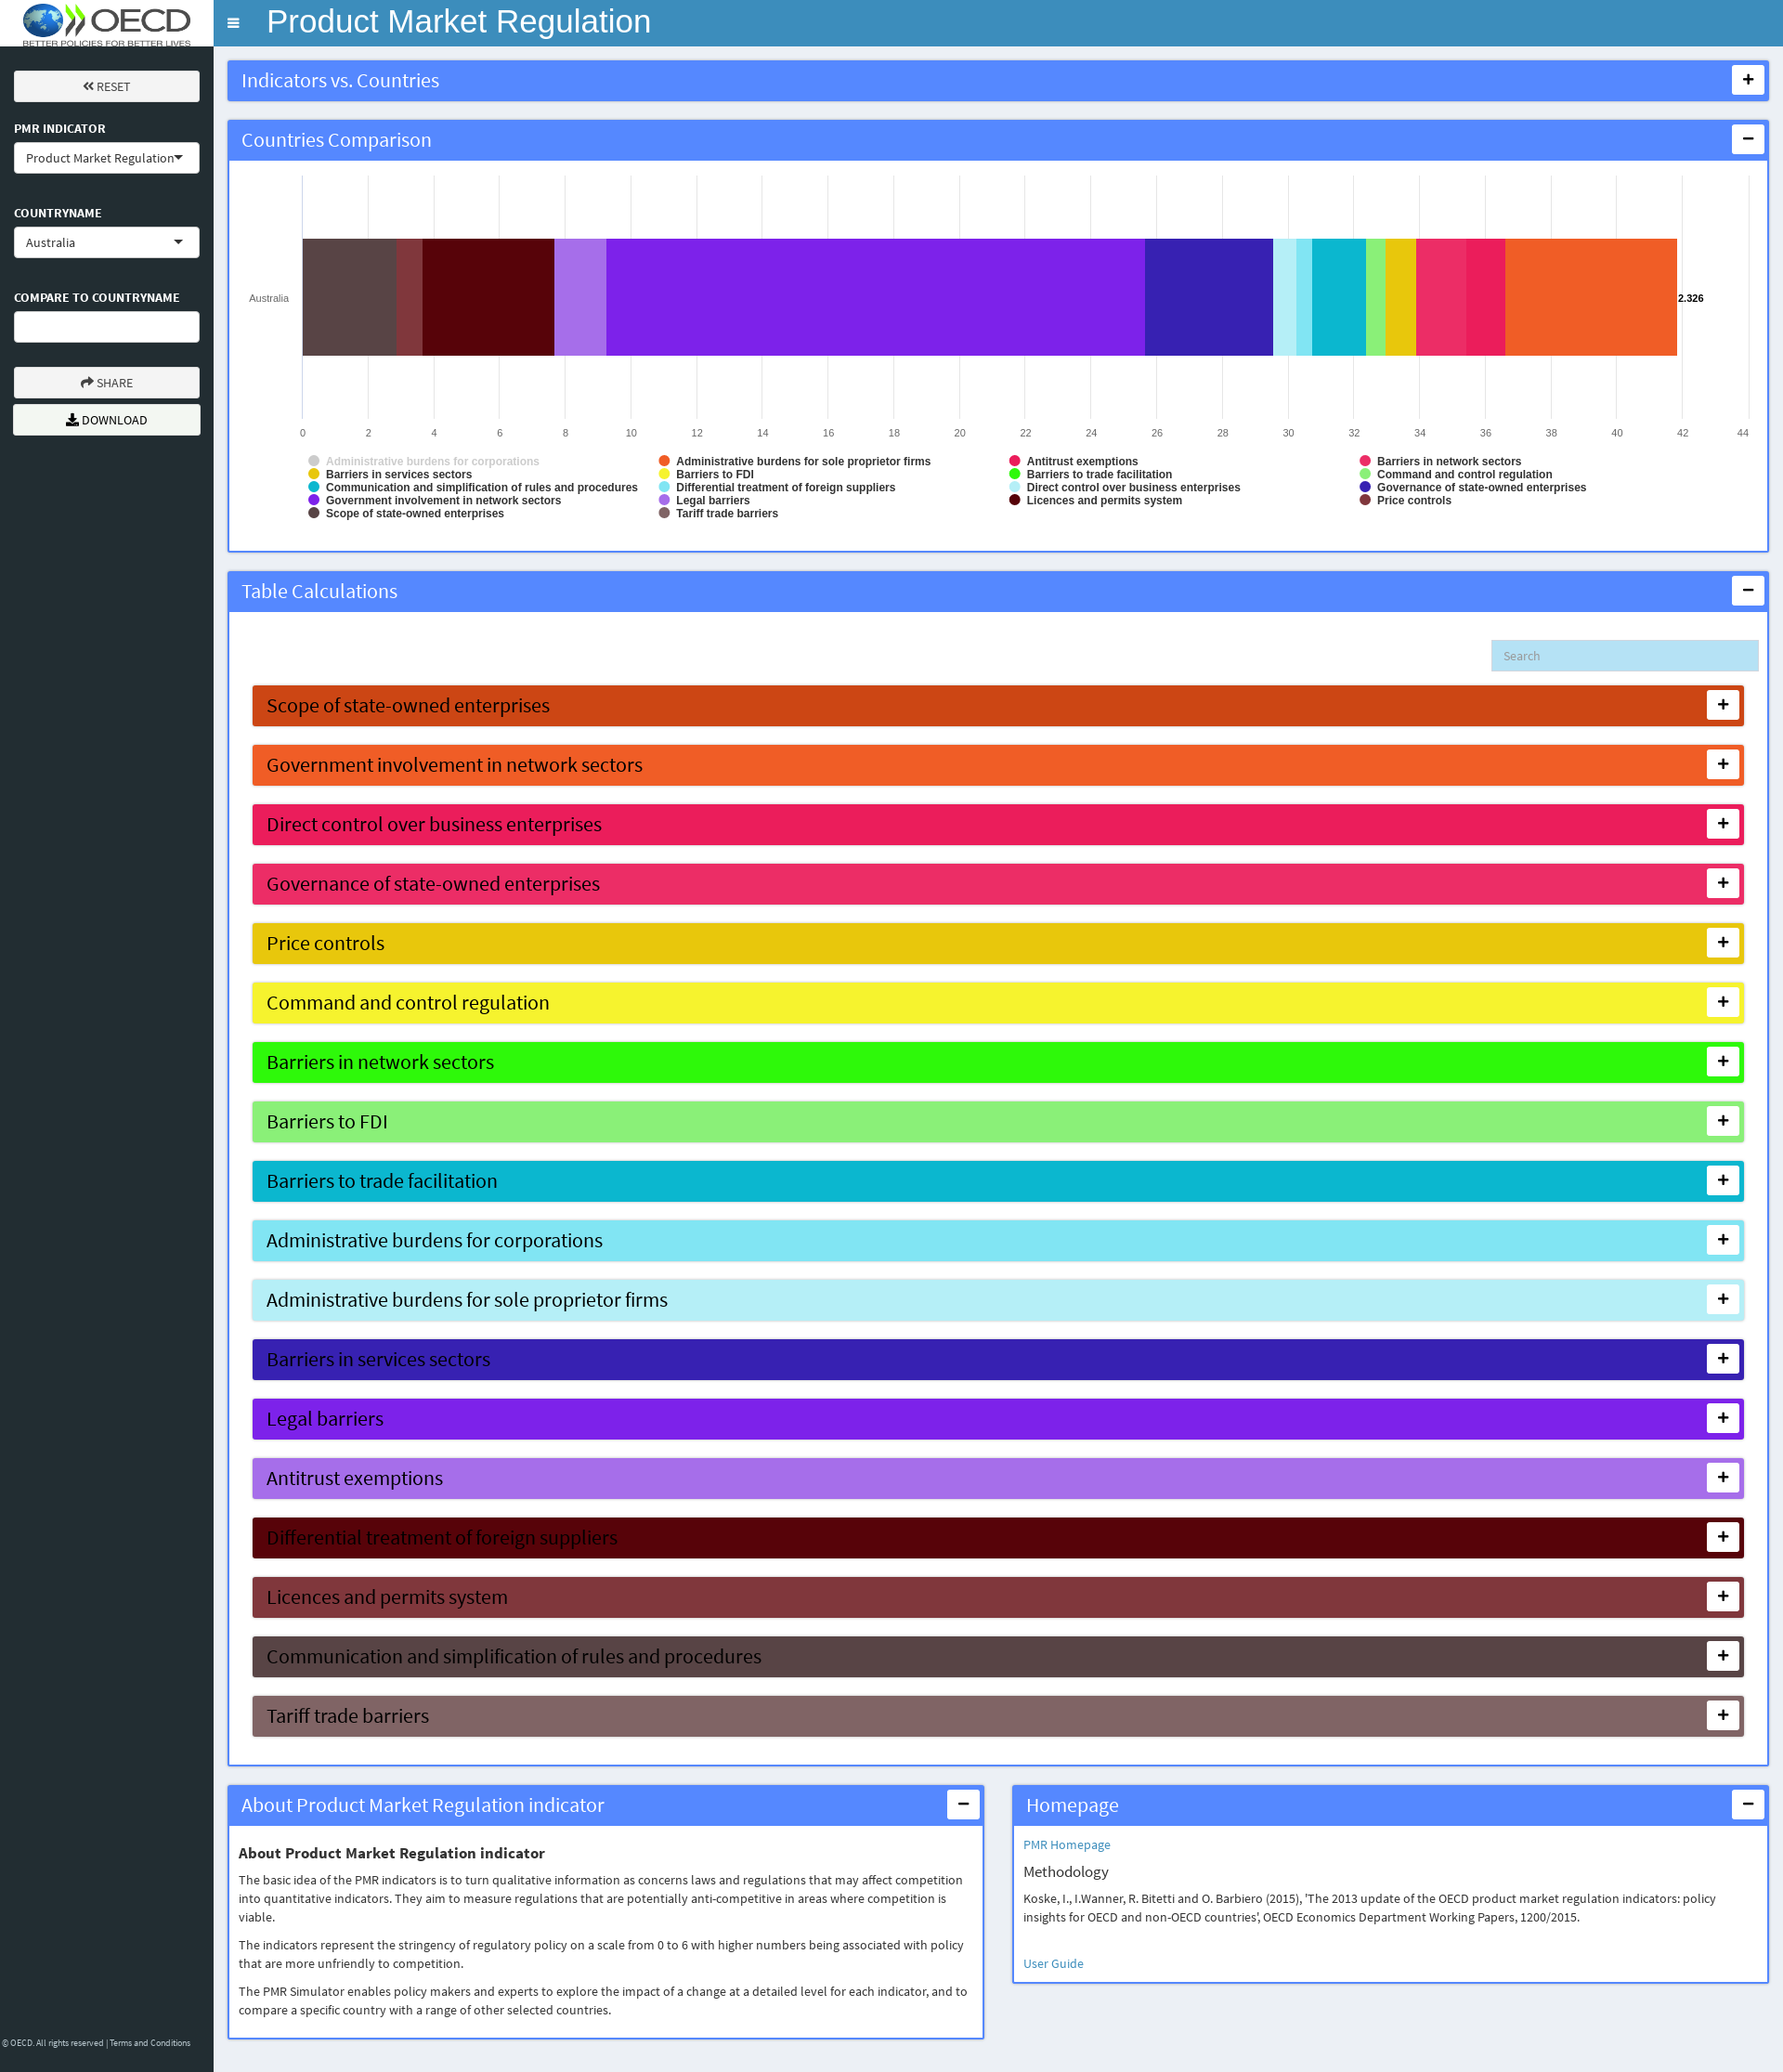 OECD
BETTER POLICIES FOR BETTER LIVES
Product Market Regulation
RESET
PMR INDICATOR
Product Market Regulation
COUNTRYNAME
Australia
COMPARE TO COUNTRYNAME
SHARE
DOWNLOAD
Indicators vs. Countries
Countries Comparison
Australia
2.326
0 2 4 6 8 10 12 14 16 18 20 22 24 26 28 30 32 34 36 38 40 42 44
Administrative burdens for corporations Administrative burdens for sole proprietor firms Antitrust exemptions Barriers in network sectors
Barriers in services sectors Barriers to FDI Barriers to trade facilitation Command and control regulation
Communication and simplification of rules and procedures Differential treatment of foreign suppliers Direct control over business enterprises Governance of state-owned enterprises
Government involvement in network sectors Legal barriers Licences and permits system Price controls
Scope of state-owned enterprises Tariff trade barriers
Table Calculations
Search
Scope of state-owned enterprises
Government involvement in network sectors
Direct control over business enterprises
Governance of state-owned enterprises
Price controls
Command and control regulation
Barriers in network sectors
Barriers to FDI
Barriers to trade facilitation
Administrative burdens for corporations
Administrative burdens for sole proprietor firms
Barriers in services sectors
Legal barriers
Antitrust exemptions
Differential treatment of foreign suppliers
Licences and permits system
Communication and simplification of rules and procedures
Tariff trade barriers
About Product Market Regulation indicator
About Product Market Regulation indicator
The basic idea of the PMR indicators is to turn qualitative information as concerns laws and regulations that may affect competition
into quantitative indicators. They aim to measure regulations that are potentially anti-competitive in areas where competition is
viable.
The indicators represent the stringency of regulatory policy on a scale from 0 to 6 with higher numbers being associated with policy
that are more unfriendly to competition.
The PMR Simulator enables policy makers and experts to explore the impact of a change at a detailed level for each indicator, and to
compare a specific country with a range of other selected countries.
Homepage
PMR Homepage
Methodology
Koske, I., I.Wanner, R. Bitetti and O. Barbiero (2015), 'The 2013 update of the OECD product market regulation indicators: policy
insights for OECD and non-OECD countries', OECD Economics Department Working Papers, 1200/2015.
User Guide
© OECD. All rights reserved | Terms and Conditions